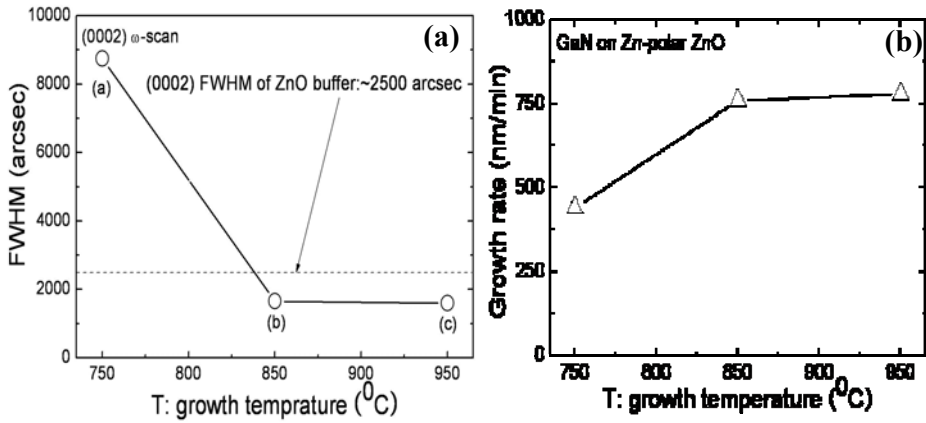 (a)
(0002) ω-scan
(a)
(0002) FWHM of ZnO buffer:~2500 arcsec
(b)
(c)
FWHM (arcsec)
10000
8000
6000
4000
2000
0
750 800 850 900 950
T: growth temprature (⁰C)
(b)
GaN on Zn-polar ZnO
Growth rate (nm/min)
1000
750
500
250
0
750 800 850 900 950
T: growth temperature (⁰C)